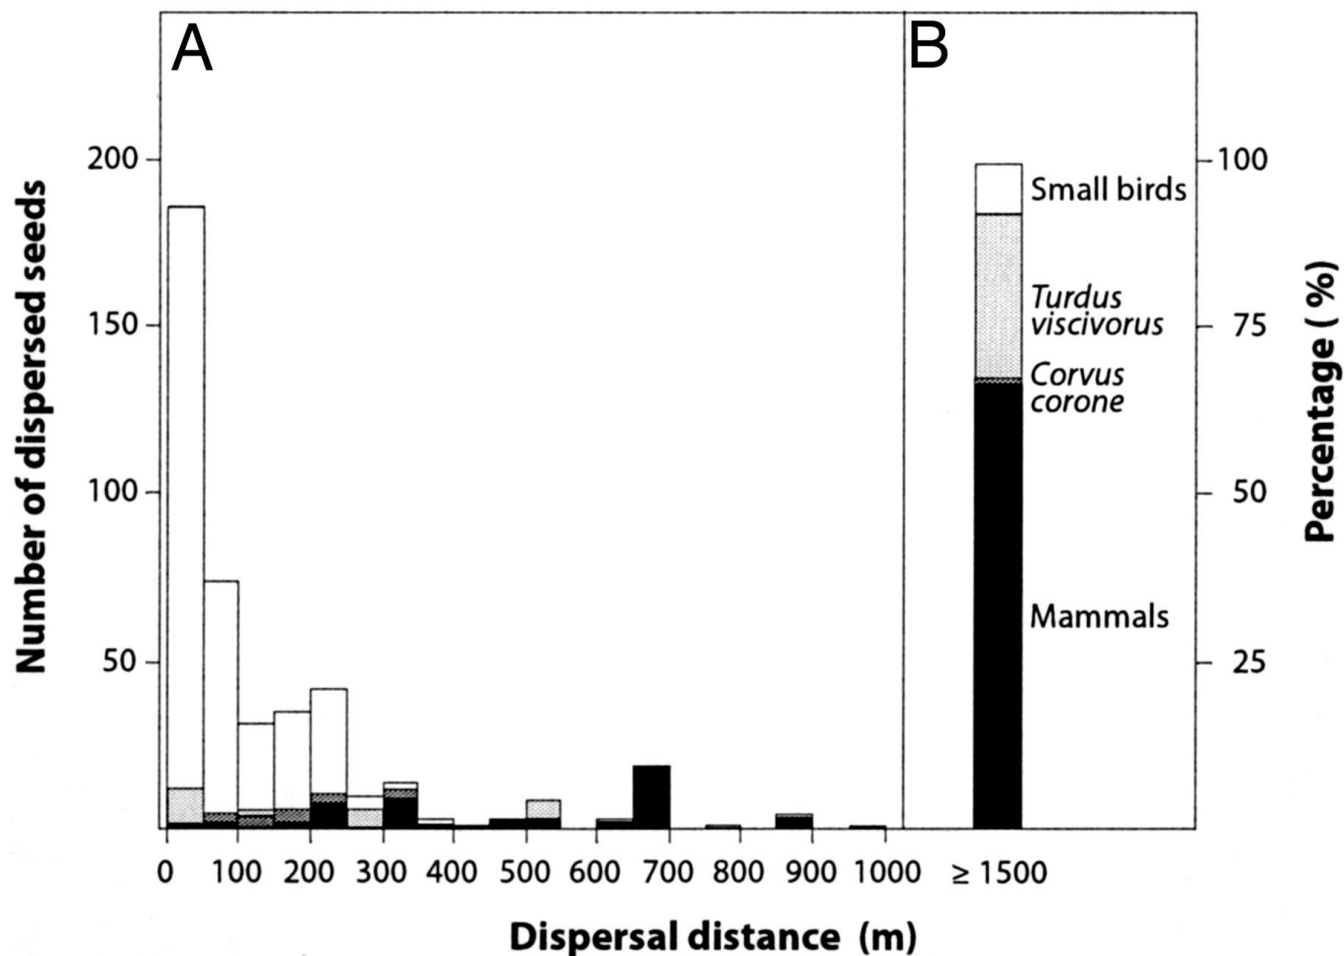 A
B
Number of dispersed seeds
200
150
100
50
0 100 200 300 400 500 600 700 800 900 1000 ≥ 1500
Dispersal distance (m)
Small birds
Turdus
viscivorus
Corvus
corone
Mammals
100
75
50
25
Percentage ( %)